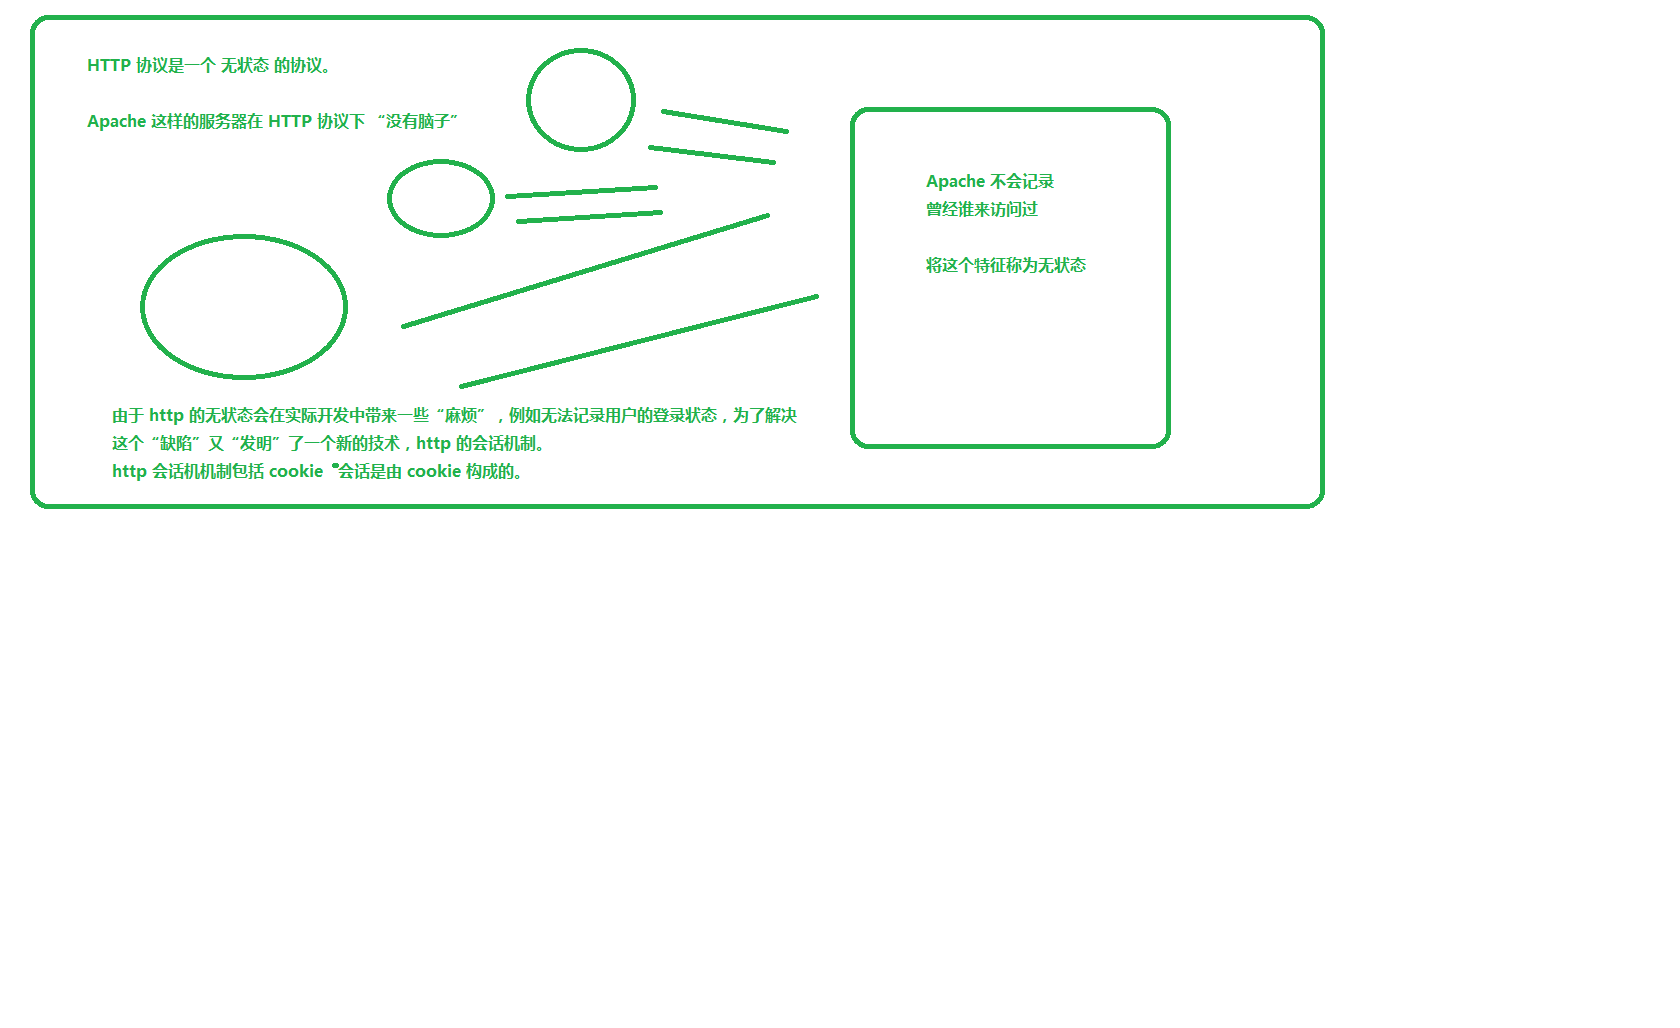 HTTP 协议是一个 无状态 的协议。
Apache 这样的服务器在 HTTP 协议下 “没有脑子”
Apache 不会记录
曾经谁来访问过
将这个特征称为无状态
由于 http 的无状态会在实际开发中带来一些“麻烦”，例如无法记录用户的登录状态，为了解决
这个“缺陷”又“发明”了一个新的技术，http 的会话机制。
http 会话机机制包括 cookie 会话是由 cookie 构成的。